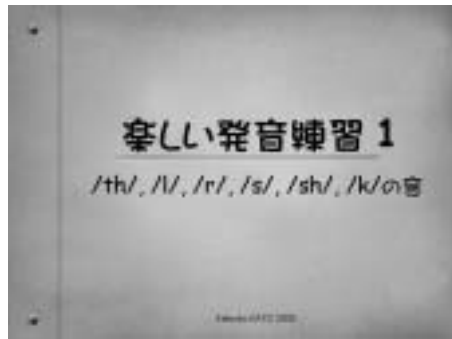 楽しい発音練習 1
/th/, /l/, /r/, /s/, /sh/, /k/の音